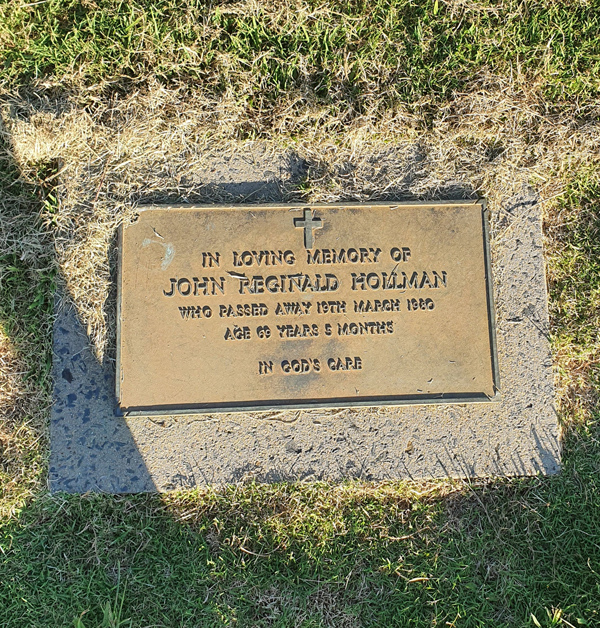 IN LOVING MEMORY OF
JOHN REGINALD HOLLMAN
WHO PASSED AWAY 19TH MARCH 1980
AGE 69 YEARS 5 MONTHS
IN GOD'S CARE